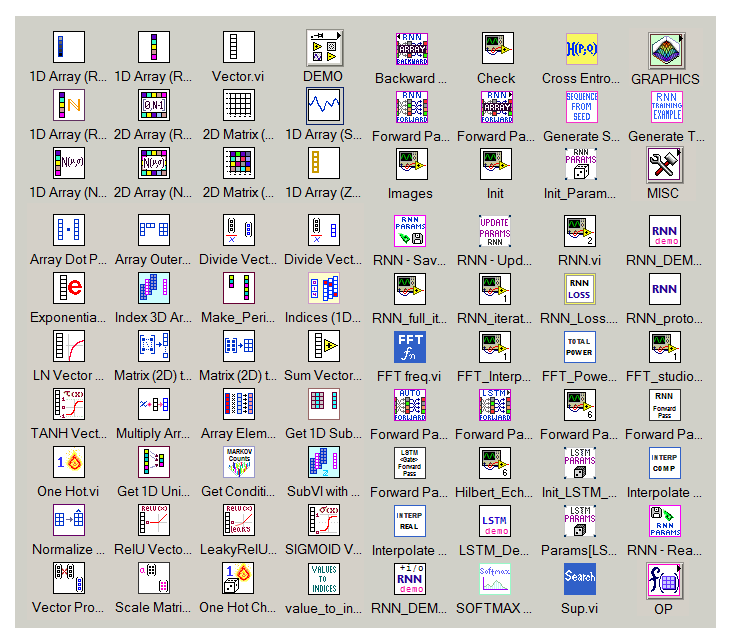 RNN ARRAY BACKWARD H(P,Q)
1D Array (R... 1D Array (R... Vector.vi DEMO Backward ... Check Cross Entro... GRAPHICS
N 0,N-1 RNN FORWARD RNN ARRAY FORWARD SEQUENCE FROM SEED RNN TRAINING EXAMPLE
1D Array (R... 2D Array (R... 2D Matrix (... 1D Array (S... Forward Pa... Forward Pa... Generate S... Generate T...
N(μ,σ) N(μ,σ) 0 RNN PARAMS
1D Array (N... 2D Array (N... 2D Matrix (... 1D Array (Z... Images Init Init_Param... MISC
X X RNN PARAMS UPDATE PARAMS RNN 2 RNN demo
Array Dot P... Array Outer... Divide Vect... Divide Vect... RNN - Sav... RNN - Upd... RNN.vi RNN_DEM...
e 1 RNN LOSS RNN
Exponentia... Index 3D Ar... Make_Peri... Indices (1D... RNN_full_it... RNN_iterat... RNN_Loss.... RNN_proto...
FFT fn 1 TOTAL POWER 1
LN Vector ... Matrix (2D) t... Matrix (2D) t... Sum Vector... FFT freq.vi FFT_Interp... FFT_Powe... FFT_studio...
τ(x) AUTO FORWARD LSTM FORWARD 6 RNN Forward Pass
TANH Vect... Multiply Arr... Array Elem... Get 1D Sub... Forward Pa... Forward Pa... Forward Pa... Forward Pa...
1 MARKOV Counts Z LSTM <Gate> Forward Pass 6 LSTM PARAMS INTERP COMP
One Hot.vi Get 1D Uni... Get Conditi... SubVI with ... Forward Pa... Hilbert_Ech... Init_LSTM_... Interpolate ...
RELU(X) RELU(X) leaky σ(x) INTERP REAL LSTM demo LSTM PARAMS RNN PARAMS
Normalize ... RelU Vecto... LeakyRelU... SIGMOID V... Interpolate ... LSTM_De... Params[LS... RNN - Rea...
a 1 VALUES TO INDICES +i/o RNN demo Softmax Search f
Vector Pro... Scale Matri... One Hot Ch... value_to_in... RNN_DEM... SOFTMAX ... Sup.vi OP